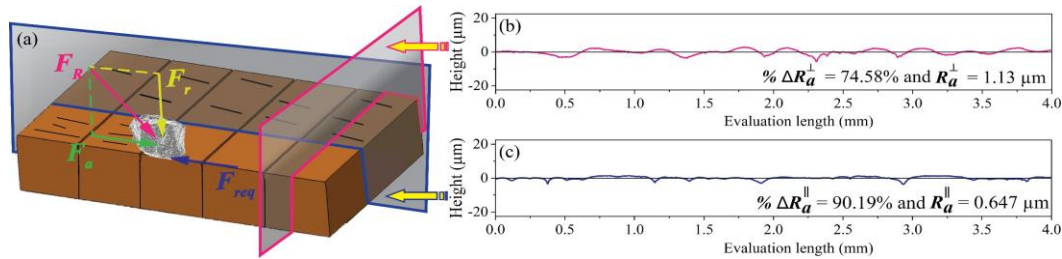 (a)
F_R
F_r
F_a
F_req
(b)
Height (µm)
20
0
-20
% ΔR_a^⊥ = 74.58% and R_a^⊥ = 1.13 µm
0.0 0.5 1.0 1.5 2.0 2.5 3.0 3.5 4.0
Evaluation length (mm)
(c)
Height (µm)
20
0
-20
% ΔR_a^∥ = 90.19% and R_a^∥ = 0.647 µm
0.0 0.5 1.0 1.5 2.0 2.5 3.0 3.5 4.0
Evaluation length (mm)